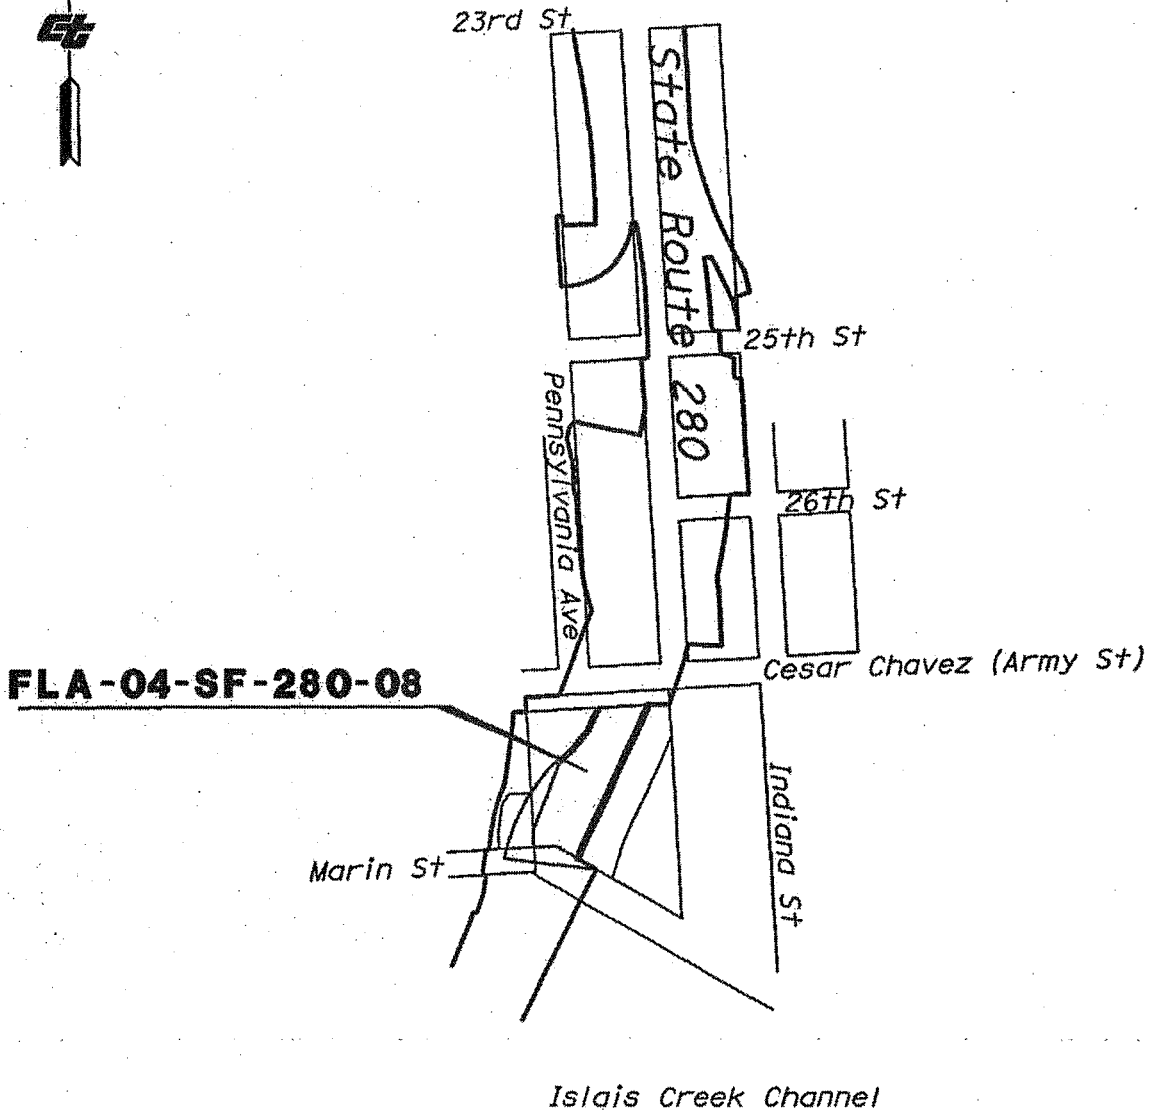 Ct
23rd St
State Route 280
25th St
Pennsylvania Ave
26th St
Cesar Chavez (Army St)
FLA-04-SF-280-08
Indiana St
Marin St
Islais Creek Channel